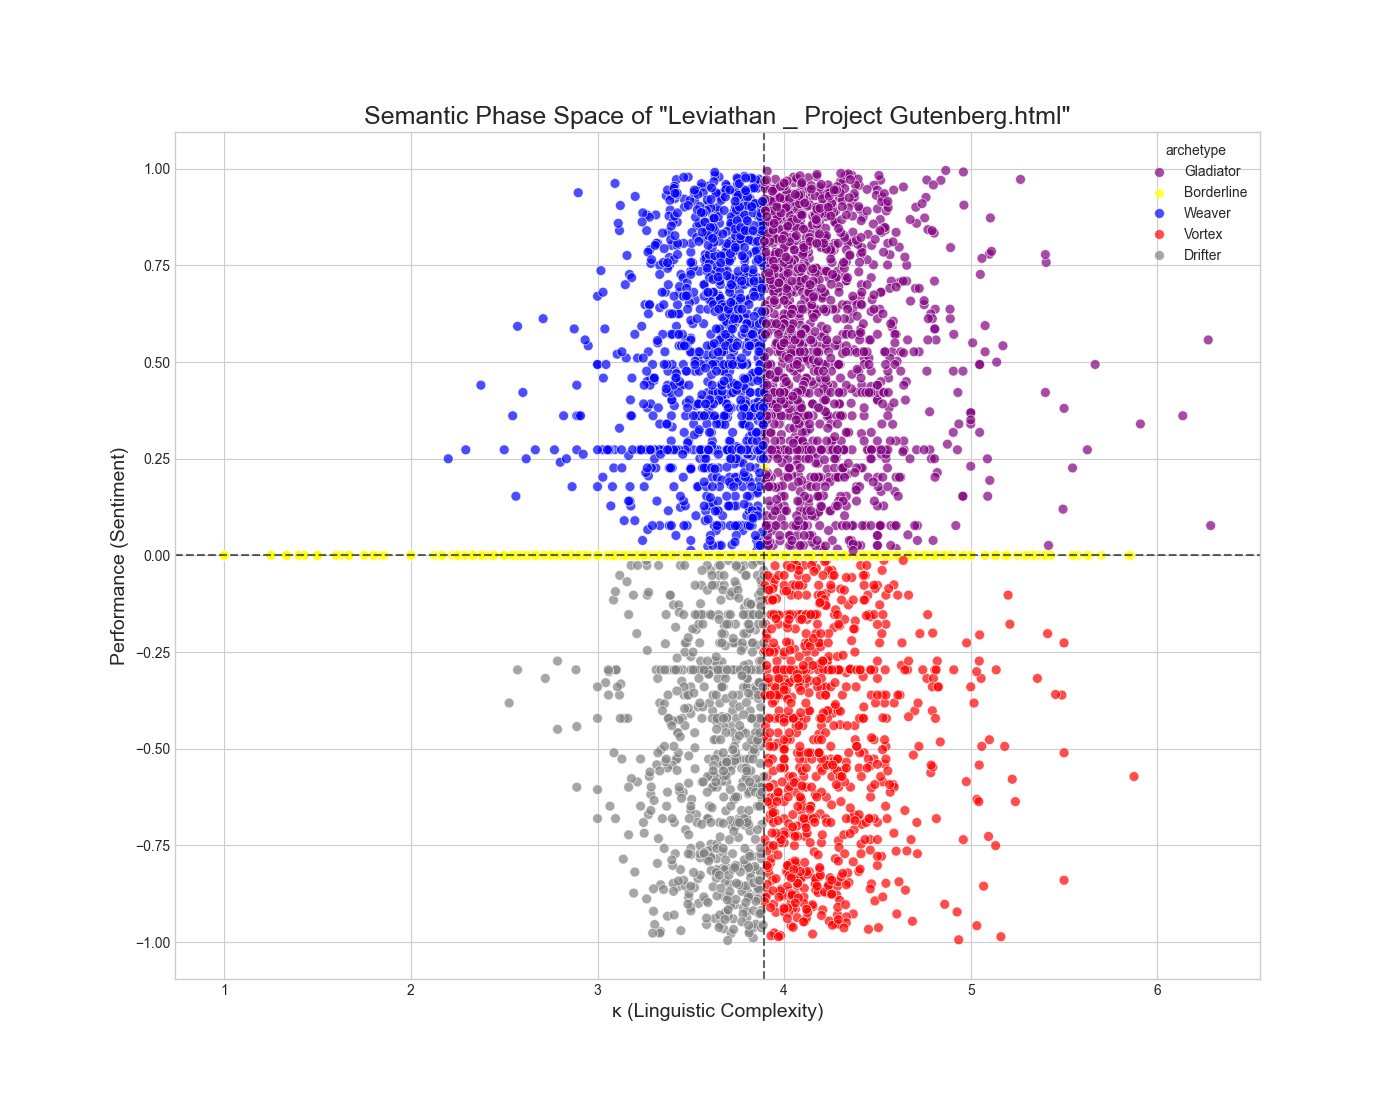 Semantic Phase Space of "Leviathan _ Project Gutenberg.html"
archetype
Gladiator
Borderline
Weaver
Vortex
Drifter
Performance (Sentiment)
1.00
0.75
0.50
0.25
0.00
−0.25
−0.50
−0.75
−1.00
1 2 3 4 5 6
κ (Linguistic Complexity)